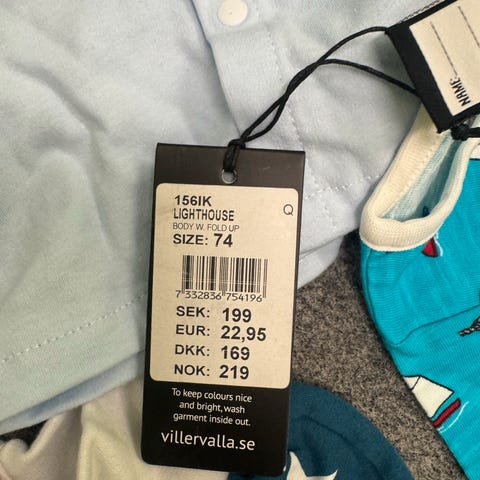 NAME:
156IK
LIGHTHOUSE
Q
BODY W. FOLD UP
SIZE: 74
7 332836 754196
SEK: 199
EUR: 22,95
DKK: 169
NOK: 219
To keep colours nice
and bright, wash
garment inside out.
villervalla.se